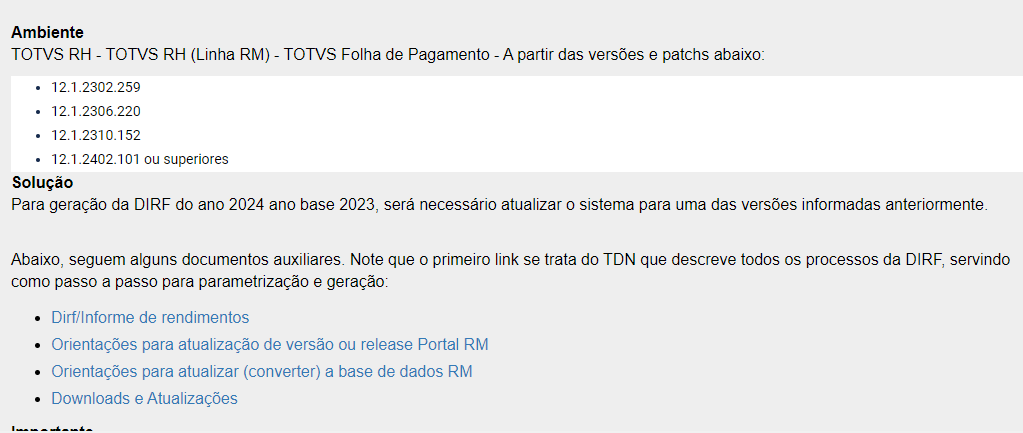 Ambiente
TOTVS RH - TOTVS RH (Linha RM) - TOTVS Folha de Pagamento - A partir das versões e patchs abaixo:
12.1.2302.259
12.1.2306.220
12.1.2310.152
12.1.2402.101 ou superiores
Solução
Para geração da DIRF do ano 2024 ano base 2023, será necessário atualizar o sistema para uma das versões informadas anteriormente.
Abaixo, seguem alguns documentos auxiliares. Note que o primeiro link se trata do TDN que descreve todos os processos da DIRF, servindo
como passo a passo para parametrização e geração:
Dirf/Informe de rendimentos
Orientações para atualização de versão ou release Portal RM
Orientações para atualizar (converter) a base de dados RM
Downloads e Atualizações
Importante